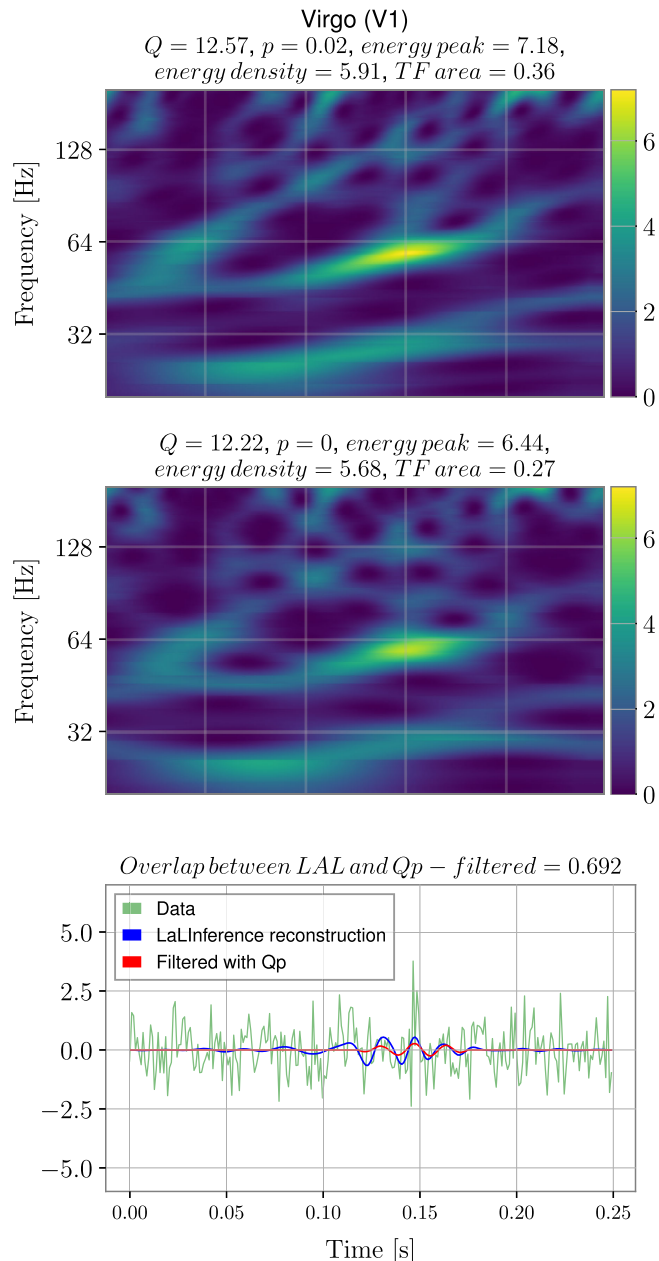 Virgo (V1)
Q = 12.57, p = 0.02, energy peak = 7.18,
energy density = 5.91, TF area = 0.36
Frequency [Hz]
128
64
32
6
4
2
0
Q = 12.22, p = 0, energy peak = 6.44,
energy density = 5.68, TF area = 0.27
Frequency [Hz]
128
64
32
6
4
2
0
Overlap between LAL and Qp − filtered = 0.692
Data
LaLInference reconstruction
Filtered with Qp
5.0
2.5
0.0
−2.5
−5.0
0.00 0.05 0.10 0.15 0.20 0.25
Time [s]